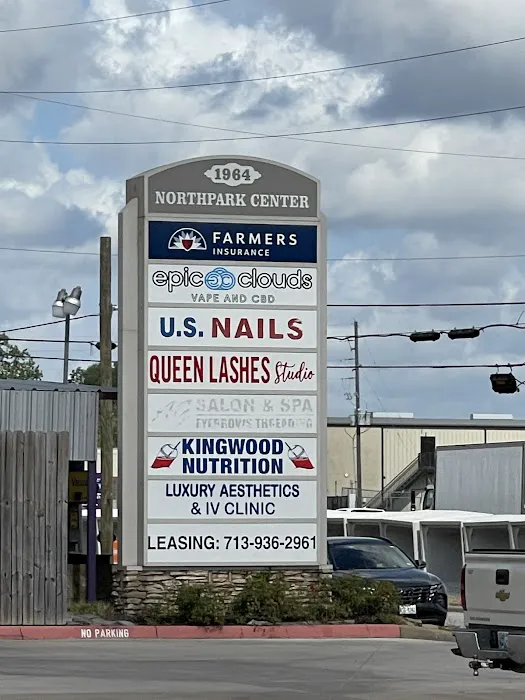 1964
NORTHPARK CENTER
FARMERS
INSURANCE
epic clouds
VAPE AND CBD
U.S. NAILS
QUEEN LASHES Studio
SALON & SPA
EYEBROWS THREADING
KINGWOOD
NUTRITION
LUXURY AESTHETICS
& IV CLINIC
LEASING: 713-936-2961
NO PARKING